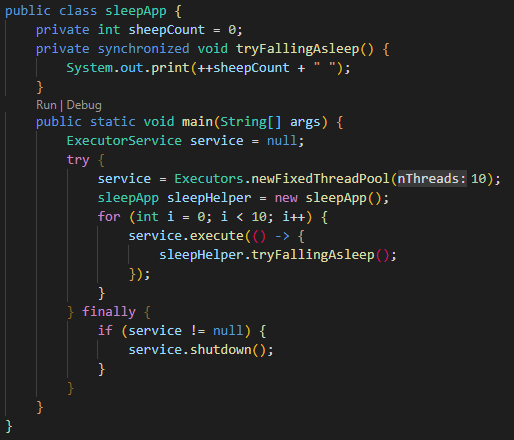 public class sleepApp {
    private int sheepCount = 0;
    private synchronized void tryFallingAsleep() {
        System.out.print(++sheepCount + " ");
    }
    Run | Debug
    public static void main(String[] args) {
        ExecutorService service = null;
        try {
            service = Executors.newFixedThreadPool(nThreads: 10);
            sleepApp sleepHelper = new sleepApp();
            for (int i = 0; i < 10; i++) {
                service.execute(() -> {
                    sleepHelper.tryFallingAsleep();
                });
            }
        } finally {
            if (service != null) {
                service.shutdown();
            }
        }
    }
}